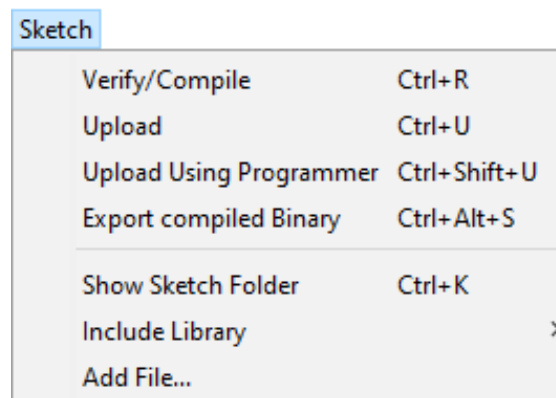 Sketch
Verify/Compile Ctrl+R
Upload Ctrl+U
Upload Using Programmer Ctrl+Shift+U
Export compiled Binary Ctrl+Alt+S
Show Sketch Folder Ctrl+K
Include Library
Add File...